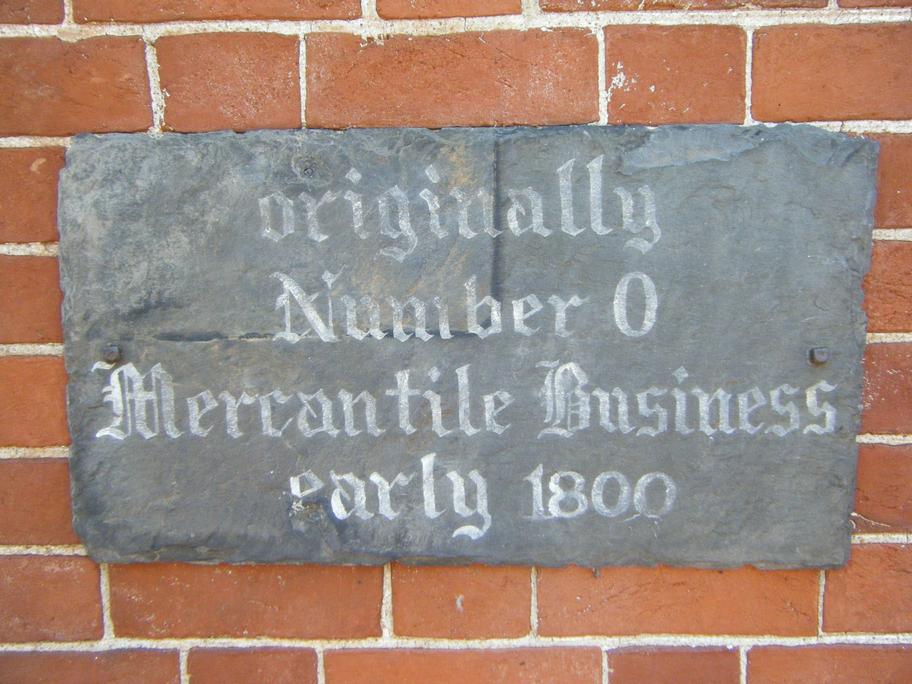 originally
Number 0
Mercantile Business
early 1800